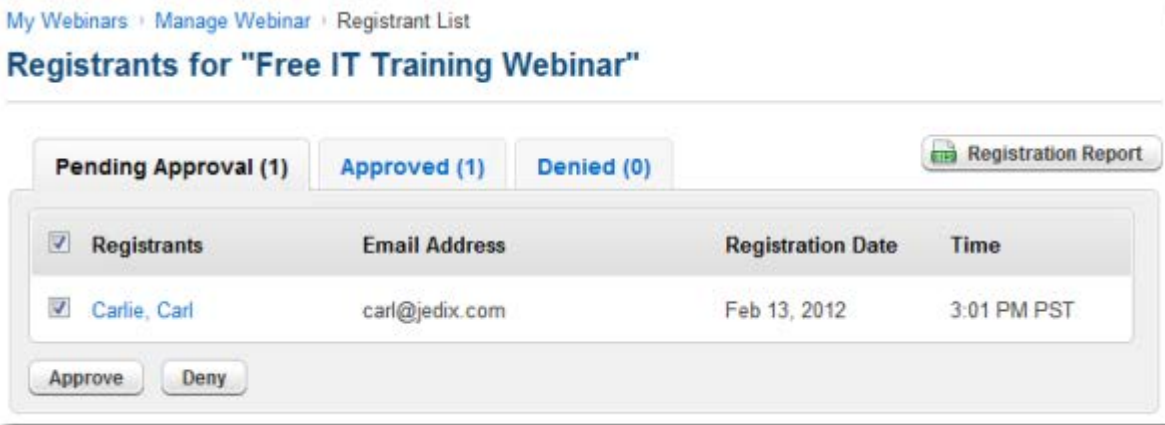 My Webinars › Manage Webinar › Registrant List
Registrants for "Free IT Training Webinar"
Pending Approval (1) Approved (1) Denied (0) Registration Report
Registrants Email Address Registration Date Time
Carlie, Carl carl@jedix.com Feb 13, 2012 3:01 PM PST
Approve Deny